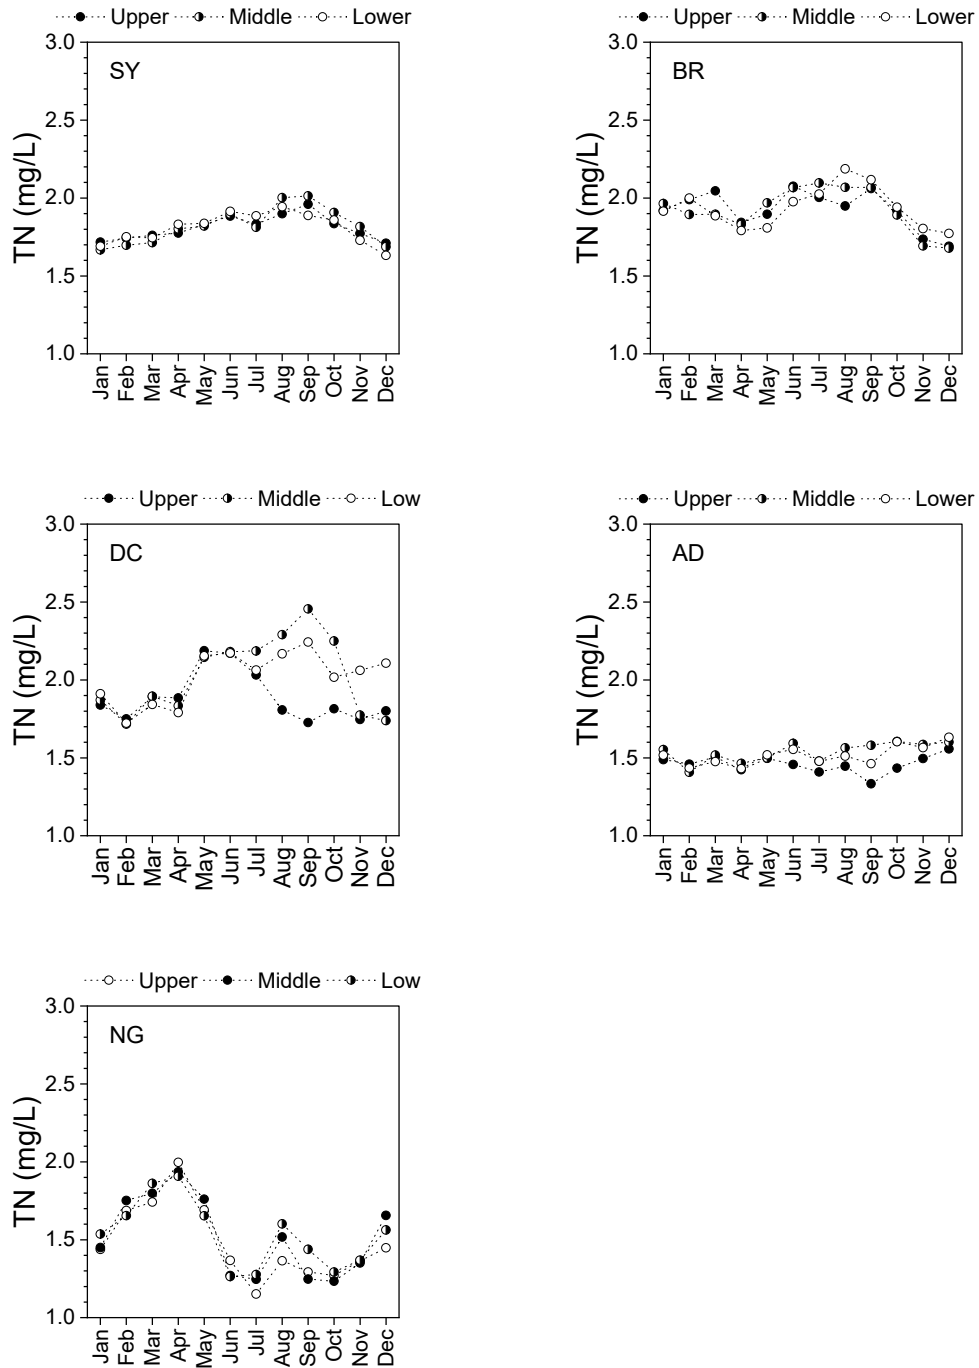 Upper Middle Lower
3.0
SY
2.5
2.0
1.5
1.0
TN (mg/L)
Jan Feb Mar Apr May Jun Jul Aug Sep Oct Nov Dec
Upper Middle Lower
3.0
BR
2.5
2.0
1.5
1.0
TN (mg/L)
Jan Feb Mar Apr May Jun Jul Aug Sep Oct Nov Dec
Upper Middle Low
3.0
DC
2.5
2.0
1.5
1.0
TN (mg/L)
Jan Feb Mar Apr May Jun Jul Aug Sep Oct Nov Dec
Upper Middle Lower
3.0
AD
2.5
2.0
1.5
1.0
TN (mg/L)
Jan Feb Mar Apr May Jun Jul Aug Sep Oct Nov Dec
Upper Middle Low
3.0
NG
2.5
2.0
1.5
1.0
TN (mg/L)
Jan Feb Mar Apr May Jun Jul Aug Sep Oct Nov Dec